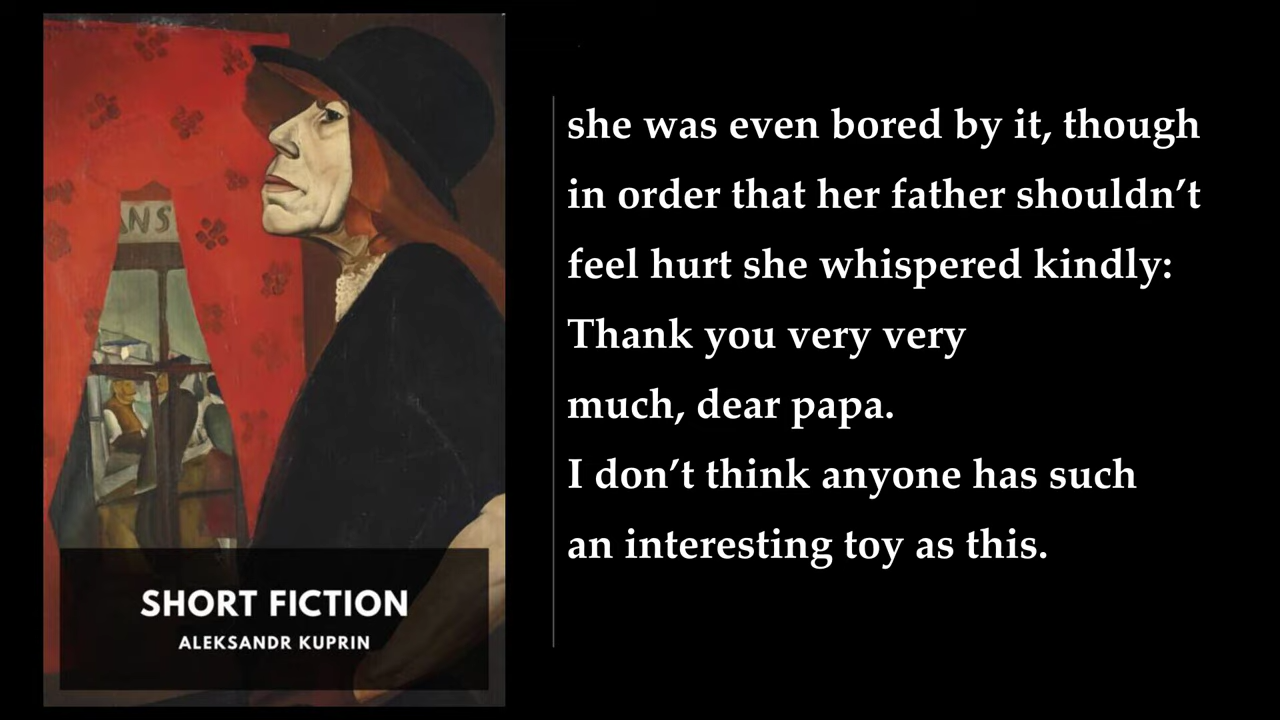 ANS
SHORT FICTION
ALEKSANDR KUPRIN
she was even bored by it, though
in order that her father shouldn’t
feel hurt she whispered kindly:
Thank you very very
much, dear papa.
I don’t think anyone has such
an interesting toy as this.